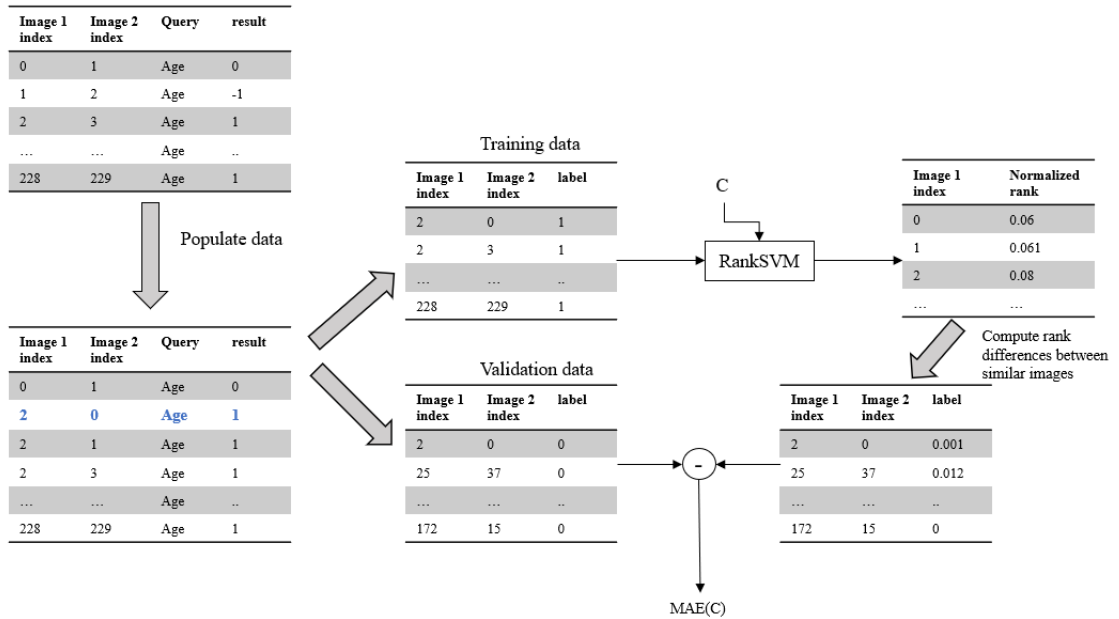 Image 1 index Image 2 index Query result
0 1 Age 0
1 2 Age -1
2 3 Age 1
... ... Age ..
228 229 Age 1
Populate data
Image 1 index Image 2 index Query result
0 1 Age 0
2 0 Age 1
2 1 Age 1
2 3 Age 1
... ... Age ..
228 229 Age 1
Training data
Image 1 index Image 2 index label
2 0 1
2 3 1
... ... ..
228 229 1
Validation data
Image 1 index Image 2 index label
2 0 0
25 37 0
... ... ..
172 15 0
C
RankSVM
Image 1 index Normalized rank
0 0.06
1 0.061
2 0.08
... ...
Compute rank
differences between
similar images
Image 1 index Image 2 index label
2 0 0.001
25 37 0.012
... ... ..
172 15 0
-
MAE(C)